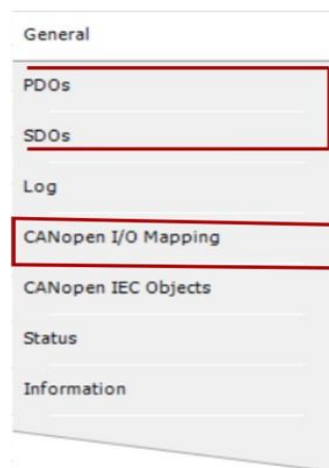 General
PDOs
SDOs
Log
CANopen I/O Mapping
CANopen IEC Objects
Status
Information